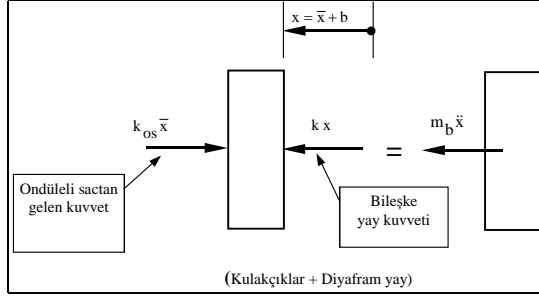 x = x̅ + b
k_os x̅
k x
=
m_b ẍ
Ondüleli sactan
gelen kuvvet
Bileşke
yay kuvveti
(Kulakçıklar + Diyafram yay)